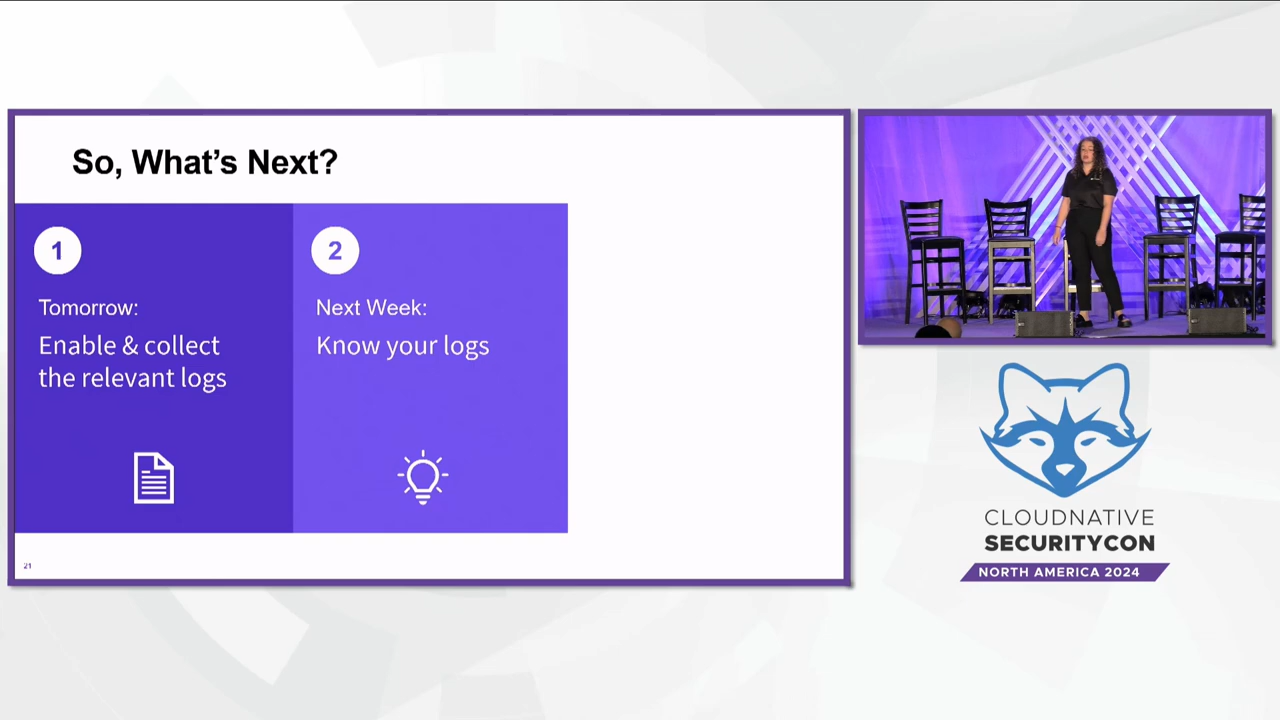 So, What's Next?
1
Tomorrow:
Enable & collect
the relevant logs
2
Next Week:
Know your logs
21
CLOUDNATIVE
SECURITYCON
NORTH AMERICA 2024